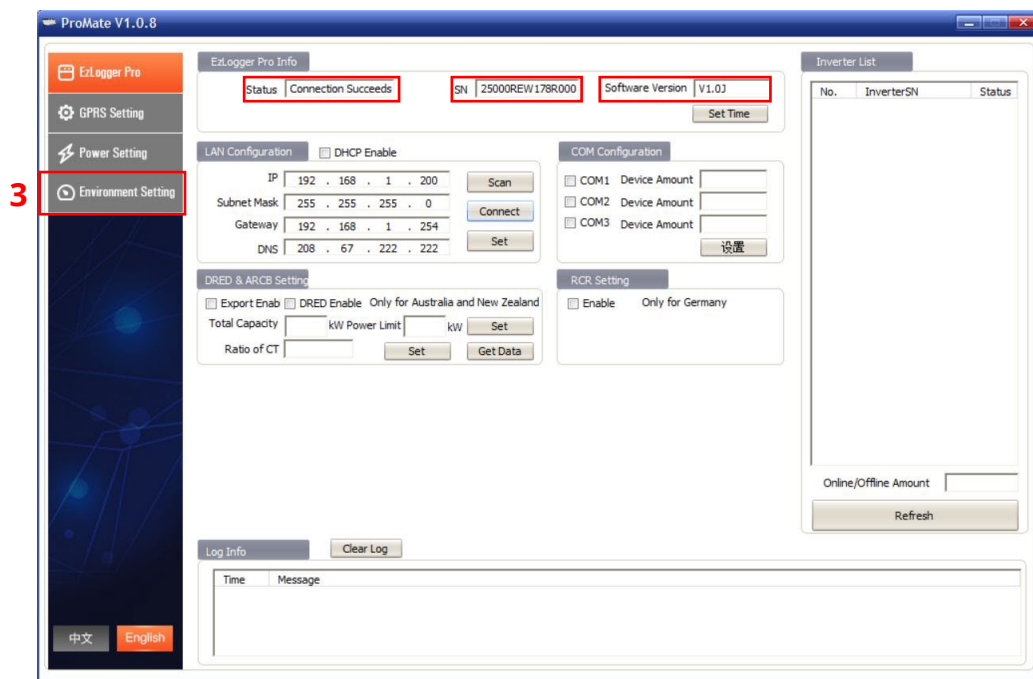 ProMate V1.0.8
EzLogger Pro
GPRS Setting
Power Setting
3
Environment Setting
中文
English
EzLogger Pro Info
Status
Connection Succeeds
SN
25000REW178R000
Software Version
V1.0J
Set Time
LAN Configuration
DHCP Enable
IP
192 . 168 . 1 . 200
Scan
Subnet Mask
255 . 255 . 255 . 0
Connect
Gateway
192 . 168 . 1 . 254
DNS
208 . 67 . 222 . 222
Set
COM Configuration
COM1 Device Amount
COM2 Device Amount
COM3 Device Amount
设置
DRED & ARCB Setting
Export Enab
DRED Enable
Only for Australia and New Zealand
Total Capacity
kW
Power Limit
kW
Set
Ratio of CT
Set
Get Data
RCR Setting
Enable
Only for Germany
Inverter List
No. InverterSN Status
Online/Offline Amount
Refresh
Log Info
Clear Log
Time Message